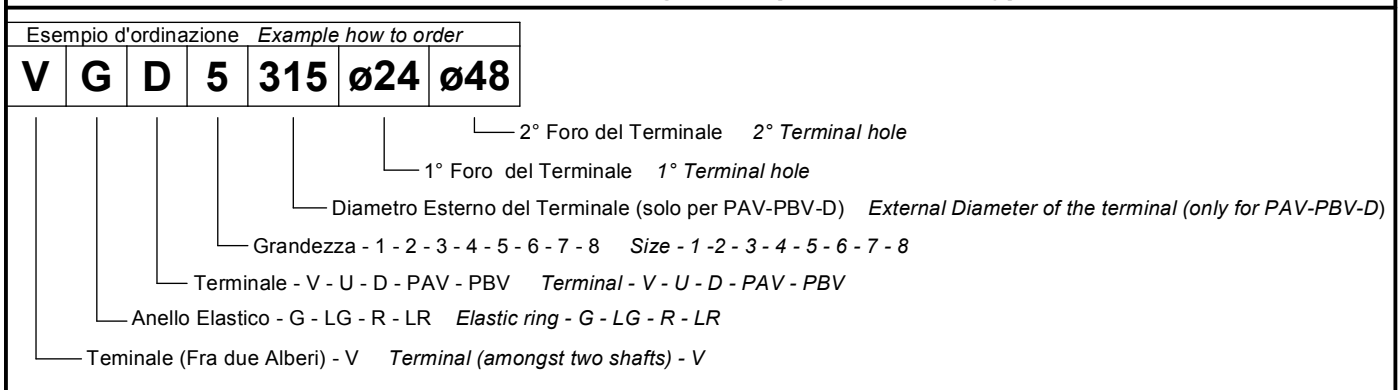 Esempio d'ordinazione Example how to order
V G D 5 315 ø24 ø48
2° Foro del Terminale 2° Terminal hole
1° Foro del Terminale 1° Terminal hole
Diametro Esterno del Terminale (solo per PAV-PBV-D) External Diameter of the terminal (only for PAV-PBV-D)
Grandezza - 1 - 2 - 3 - 4 - 5 - 6 - 7 - 8 Size - 1 -2 - 3 - 4 - 5 - 6 - 7 - 8
Terminale - V - U - D - PAV - PBV Terminal - V - U - D - PAV - PBV
Anello Elastico - G - LG - R - LR Elastic ring - G - LG - R - LR
Teminale (Fra due Alberi) - V Terminal (amongst two shafts) - V